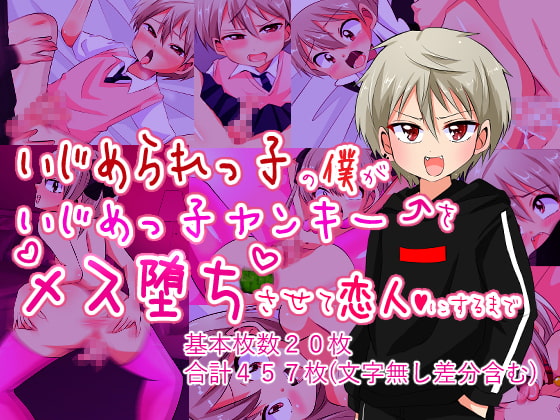 いじめられっ子の僕が
いじめっ子ヤンキー♂を
メス堕ちさせて恋人♥にするまで
基本枚数20枚
合計457枚(文字無し差分含む)